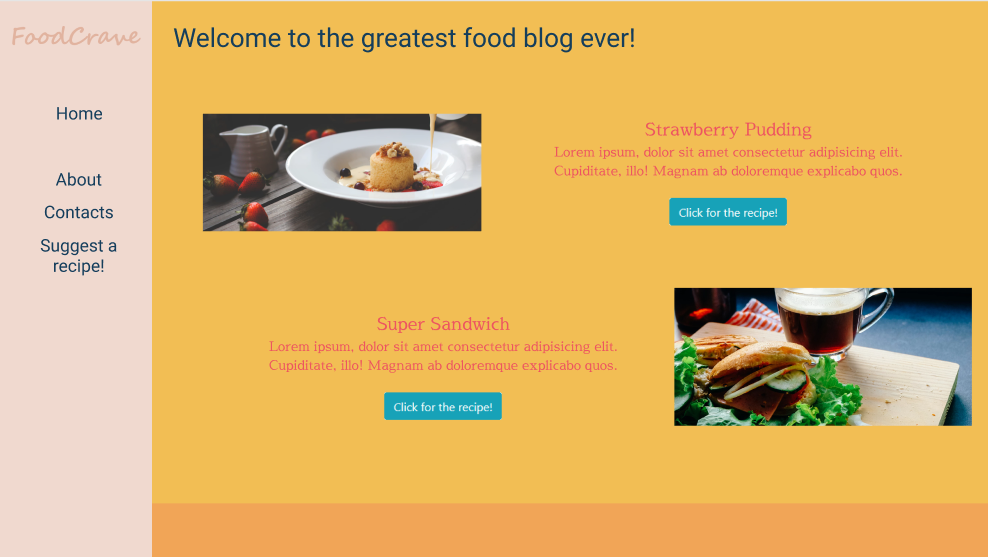 FoodCrave
Home
About
Contacts
Suggest a
recipe!
Welcome to the greatest food blog ever!
Strawberry Pudding
Lorem ipsum, dolor sit amet consectetur adipisicing elit.
Cupiditate, illo! Magnam ab doloremque explicabo quos.
Click for the recipe!
Super Sandwich
Lorem ipsum, dolor sit amet consectetur adipisicing elit.
Cupiditate, illo! Magnam ab doloremque explicabo quos.
Click for the recipe!